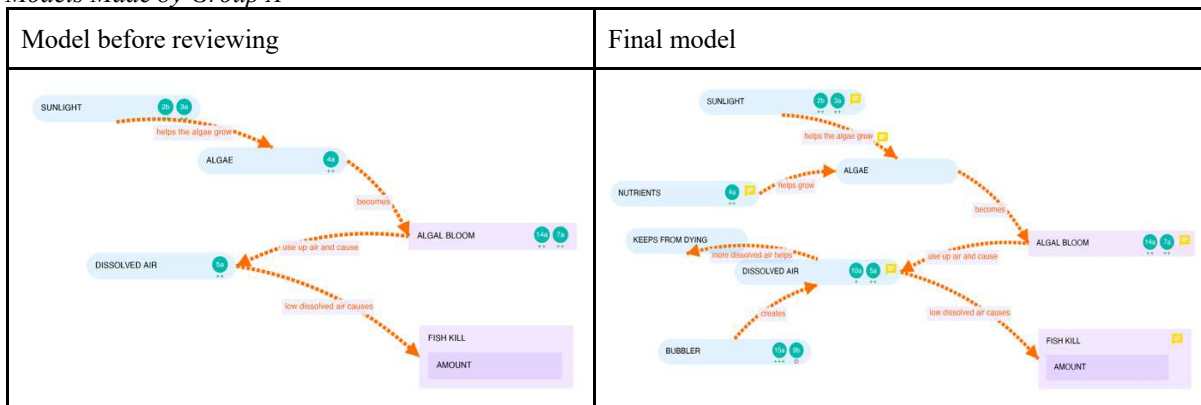 Models Made by Group A
Model before reviewing
Final model
SUNLIGHT
2b 3a
++ ++
helps the algae grow
ALGAE
4a
++
becomes
ALGAL BLOOM
14a 7a
++ ++
use up air and cause
DISSOLVED AIR
5a
++
low dissolved air causes
FISH KILL
AMOUNT
SUNLIGHT
2b 3a
++ ++
helps the algae grow
ALGAE
NUTRIENTS
4a
++
helps grow
becomes
KEEPS FROM DYING
more dissolved air helps
ALGAL BLOOM
14a 7a
++ ++
use up air and cause
DISSOLVED AIR
10a 5a
+ ++
creates
low dissolved air causes
BUBBLER
15a 9b
+++
FISH KILL
AMOUNT